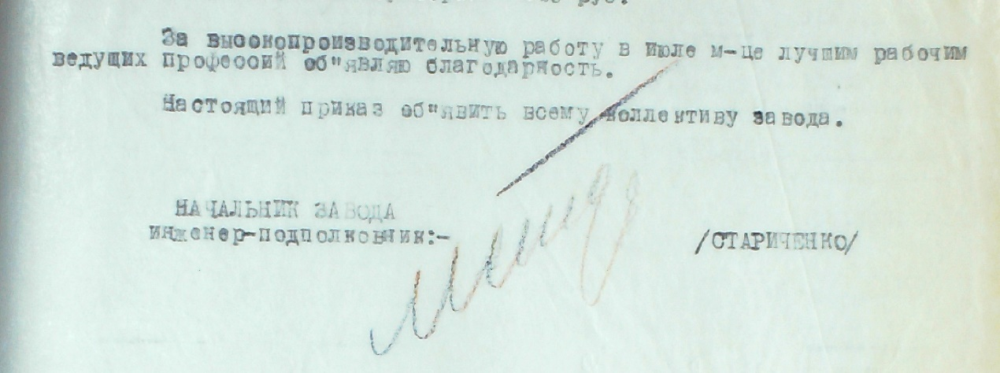 руб.
За высокопроизводительную работу в июле м-це лучшим рабочим
ведущих профессий об"являю благодарность.
Настоящий приказ об"явить всему коллективу завода.
НАЧАЛЬНИК ЗАВОДА
инженер-подполковник:-
/СТАРИЧЕНКО/